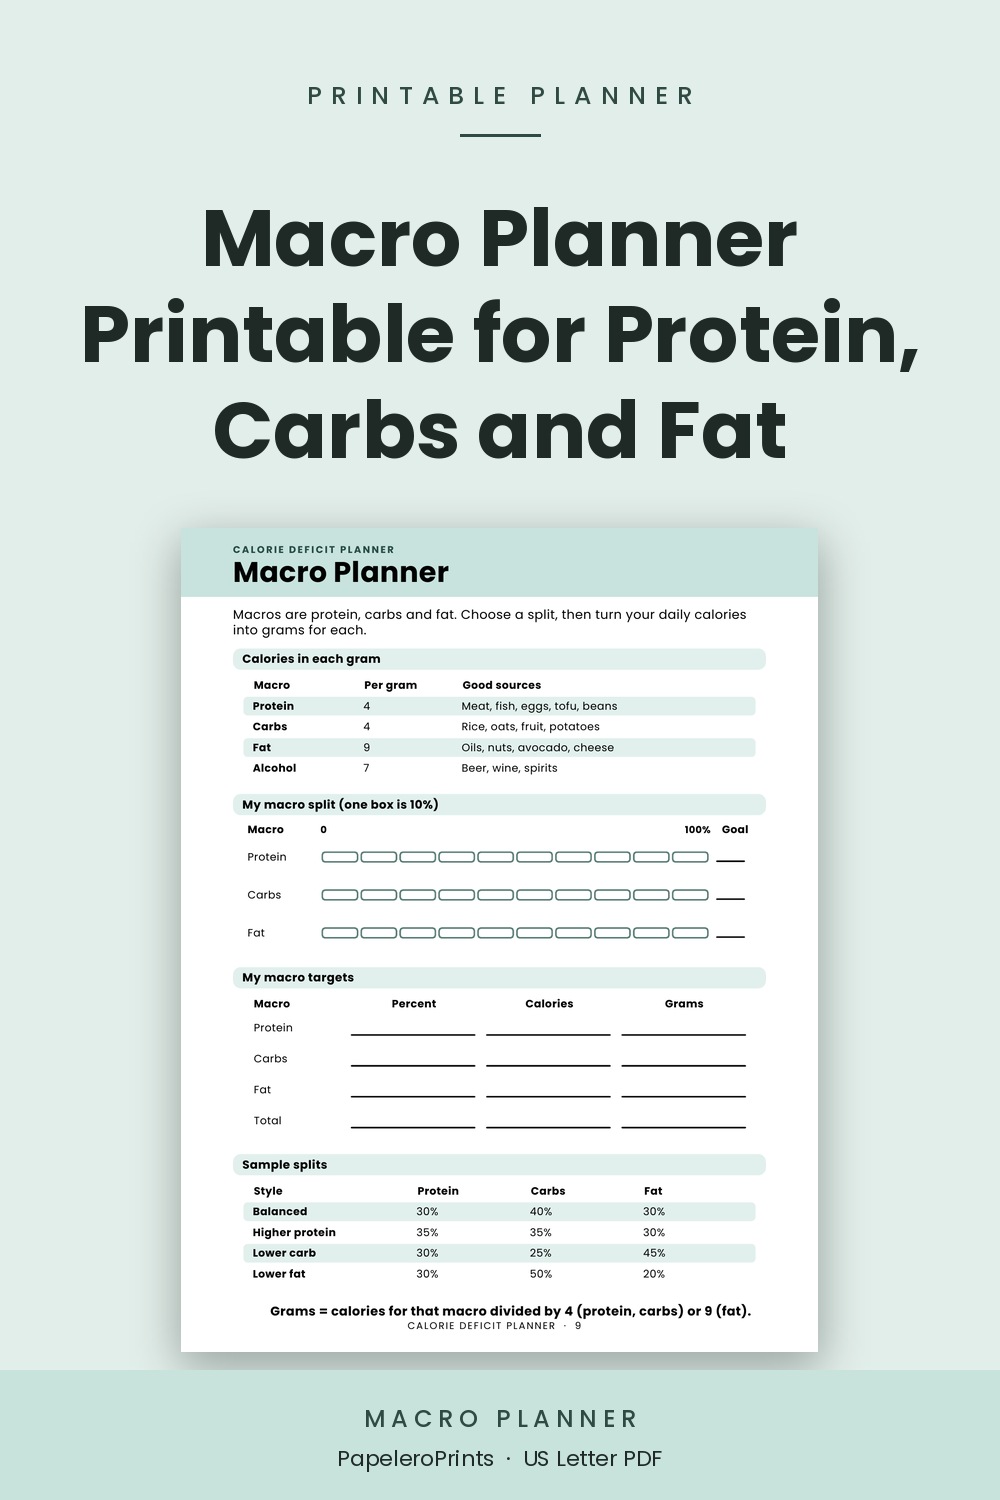 PRINTABLE PLANNER
Macro Planner
Printable for Protein,
Carbs and Fat
CALORIE DEFICIT PLANNER
Macro Planner
Macros are protein, carbs and fat. Choose a split, then turn your daily calories
into grams for each.
Calories in each gram
Macro Per gram Good sources
Protein 4 Meat, fish, eggs, tofu, beans
Carbs 4 Rice, oats, fruit, potatoes
Fat 9 Oils, nuts, avocado, cheese
Alcohol 7 Beer, wine, spirits
My macro split (one box is 10%)
Macro 0 100% Goal
Protein
Carbs
Fat
My macro targets
Macro Percent Calories Grams
Protein
Carbs
Fat
Total
Sample splits
Style Protein Carbs Fat
Balanced 30% 40% 30%
Higher protein 35% 35% 30%
Lower carb 30% 25% 45%
Lower fat 30% 50% 20%
Grams = calories for that macro divided by 4 (protein, carbs) or 9 (fat).
CALORIE DEFICIT PLANNER · 9
MACRO PLANNER
PapeleroPrints · US Letter PDF